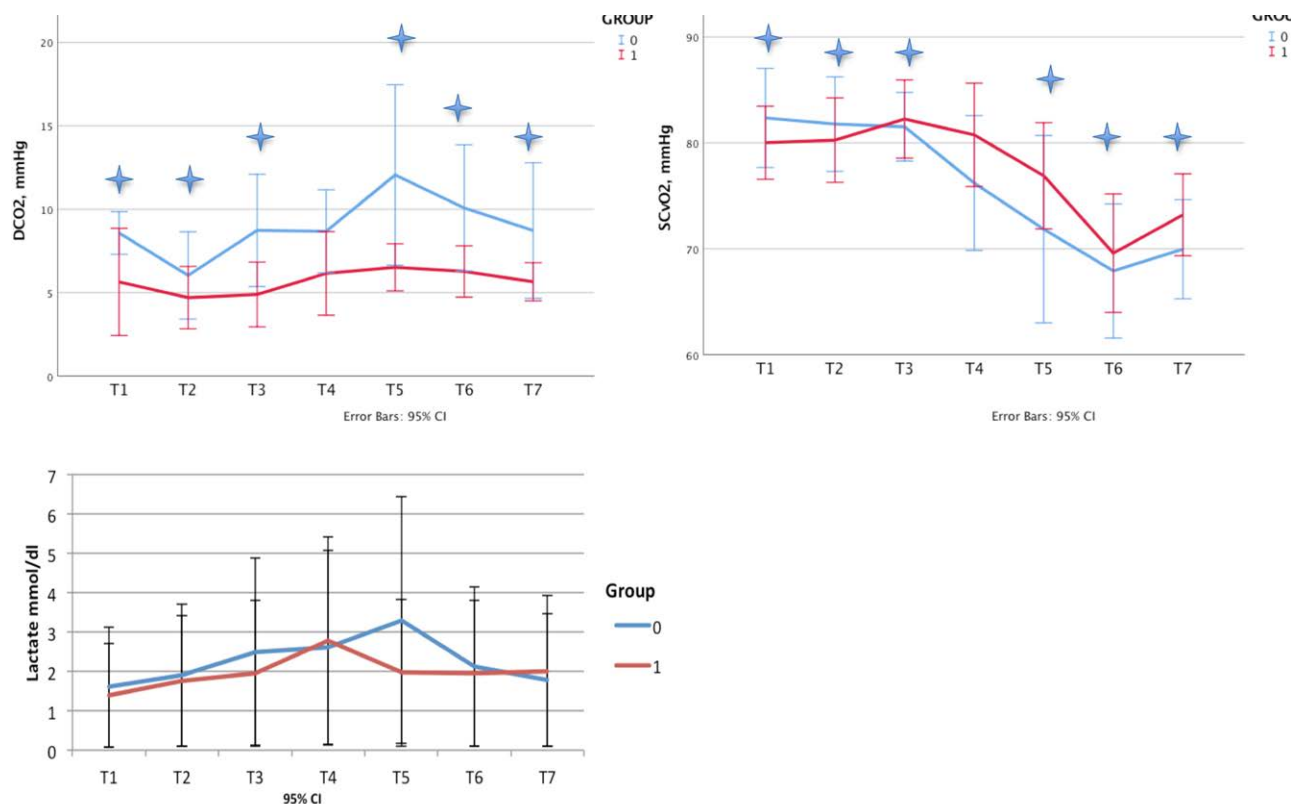 GROUP
0
1
20
15
10
5
0
DCO2, mmHg
T1 T2 T3 T4 T5 T6 T7
Error Bars: 95% CI
0
1
90
80
70
60
SCvO2, mmHg
T1 T2 T3 T4 T5 T6 T7
Error Bars: 95% CI
7
6
5
4
3
2
1
0
Lactate mmol/dl
T1 T2 T3 T4 T5 T6 T7
95% CI
Group
0
1